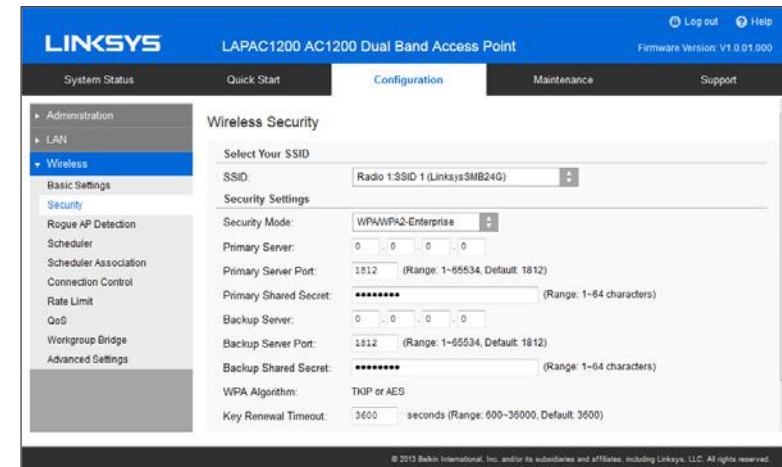 Log out Help
LINKSYS LAPAC1200 AC1200 Dual Band Access Point Firmware Version: V1.0.01.000
System Status Quick Start Configuration Maintenance Support
Administration
LAN
Wireless
Basic Settings
Security
Rogue AP Detection
Scheduler
Scheduler Association
Connection Control
Rate Limit
QoS
Workgroup Bridge
Advanced Settings
Wireless Security
Select Your SSID
SSID: Radio 1:SSID 1 (LinksysSMB24G)
Security Settings
Security Mode: WPA/WPA2-Enterprise
Primary Server: 0 . 0 . 0 . 0
Primary Server Port: 1812 (Range: 1~65534, Default: 1812)
Primary Shared Secret: •••••••• (Range: 1~64 characters)
Backup Server: 0 . 0 . 0 . 0
Backup Server Port: 1812 (Range: 1~65534, Default: 1812)
Backup Shared Secret: •••••••• (Range: 1~64 characters)
WPA Algorithm: TKIP or AES
Key Renewal Timeout: 3600 seconds (Range: 600~36000, Default: 3600)
© 2013 Belkin International, Inc. and/or its subsidiaries and affiliates, including Linksys, LLC. All rights reserved.